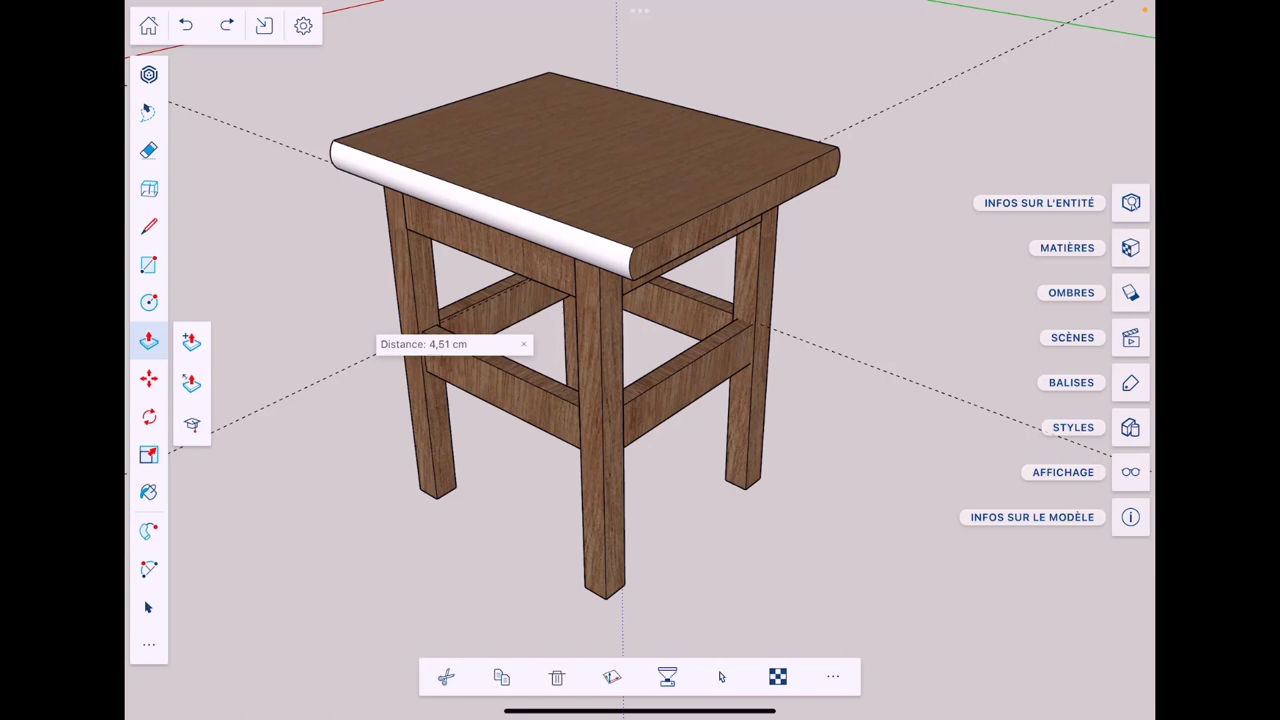 INFOS SUR L'ENTITÉ
MATIÈRES
OMBRES
SCÈNES
Distance: 4,51 cm
BALISES
STYLES
AFFICHAGE
INFOS SUR LE MODÈLE